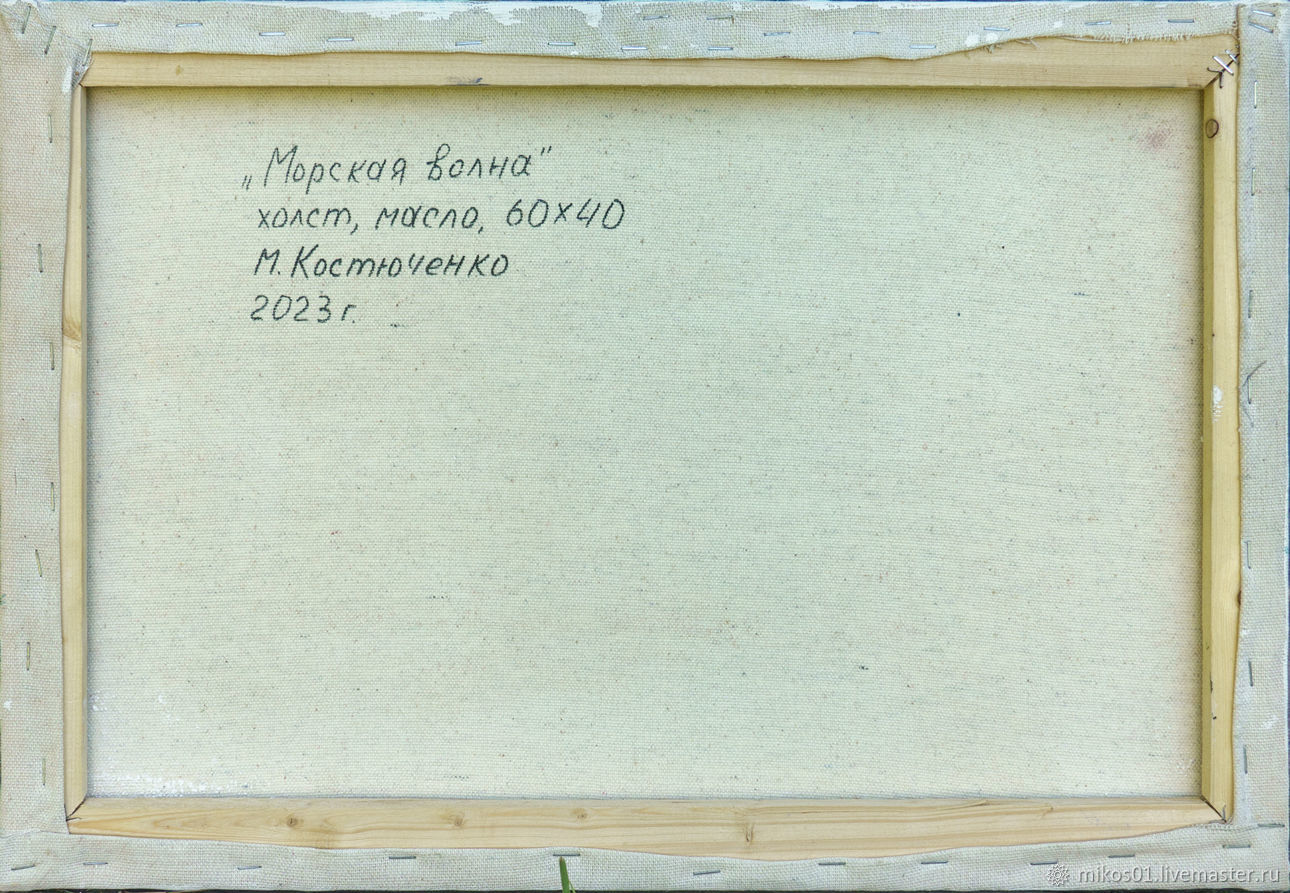 „Морская волна"
холст, масло, 60х40
М. Костюченко
2023 г.
mikos01.livemaster.ru